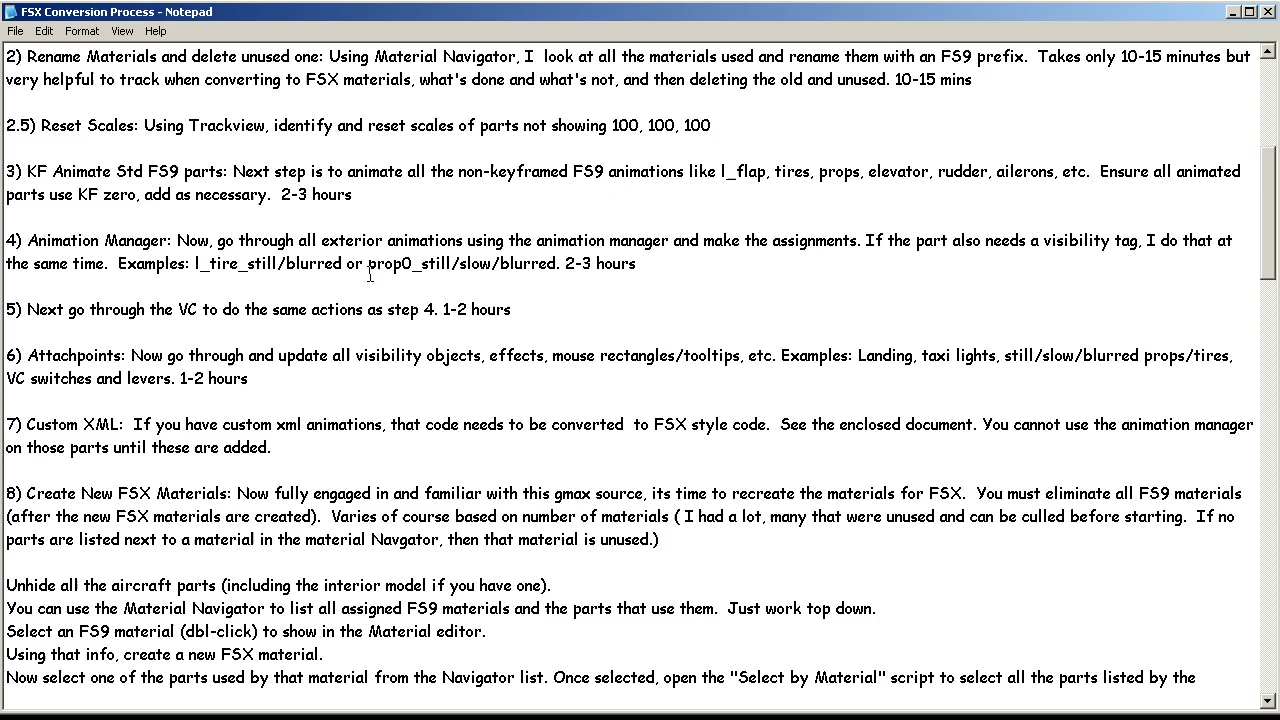 FSX Conversion Process - Notepad
File Edit Format View Help
2) Rename Materials and delete unused one: Using Material Navigator, I  look at all the materials used and rename them with an FS9 prefix.  Takes only 10-15 minutes but
very helpful to track when converting to FSX materials, what's done and what's not, and then deleting the old and unused. 10-15 mins
2.5) Reset Scales: Using Trackview, identify and reset scales of parts not showing 100, 100, 100
3) KF Animate Std FS9 parts: Next step is to animate all the non-keyframed FS9 animations like l_flap, tires, props, elevator, rudder, ailerons, etc.  Ensure all animated
parts use KF zero, add as necessary.  2-3 hours
4) Animation Manager: Now, go through all exterior animations using the animation manager and make the assignments. If the part also needs a visibility tag, I do that at
the same time.  Examples: l_tire_still/blurred or prop0_still/slow/blurred. 2-3 hours
5) Next go through the VC to do the same actions as step 4. 1-2 hours
6) Attachpoints: Now go through and update all visibility objects, effects, mouse rectangles/tooltips, etc. Examples: Landing, taxi lights, still/slow/blurred props/tires,
VC switches and levers. 1-2 hours
7) Custom XML:  If you have custom xml animations, that code needs to be converted  to FSX style code.  See the enclosed document. You cannot use the animation manager
on those parts until these are added.
8) Create New FSX Materials: Now fully engaged in and familiar with this gmax source, its time to recreate the materials for FSX.  You must eliminate all FS9 materials
(after the new FSX materials are created).  Varies of course based on number of materials ( I had a lot, many that were unused and can be culled before starting.  If no
parts are listed next to a material in the material Navgator, then that material is unused.)
Unhide all the aircraft parts (including the interior model if you have one).
You can use the Material Navigator to list all assigned FS9 materials and the parts that use them.  Just work top down.
Select an FS9 material (dbl-click) to show in the Material editor.
Using that info, create a new FSX material.
Now select one of the parts used by that material from the Navigator list. Once selected, open the "Select by Material" script to select all the parts listed by the